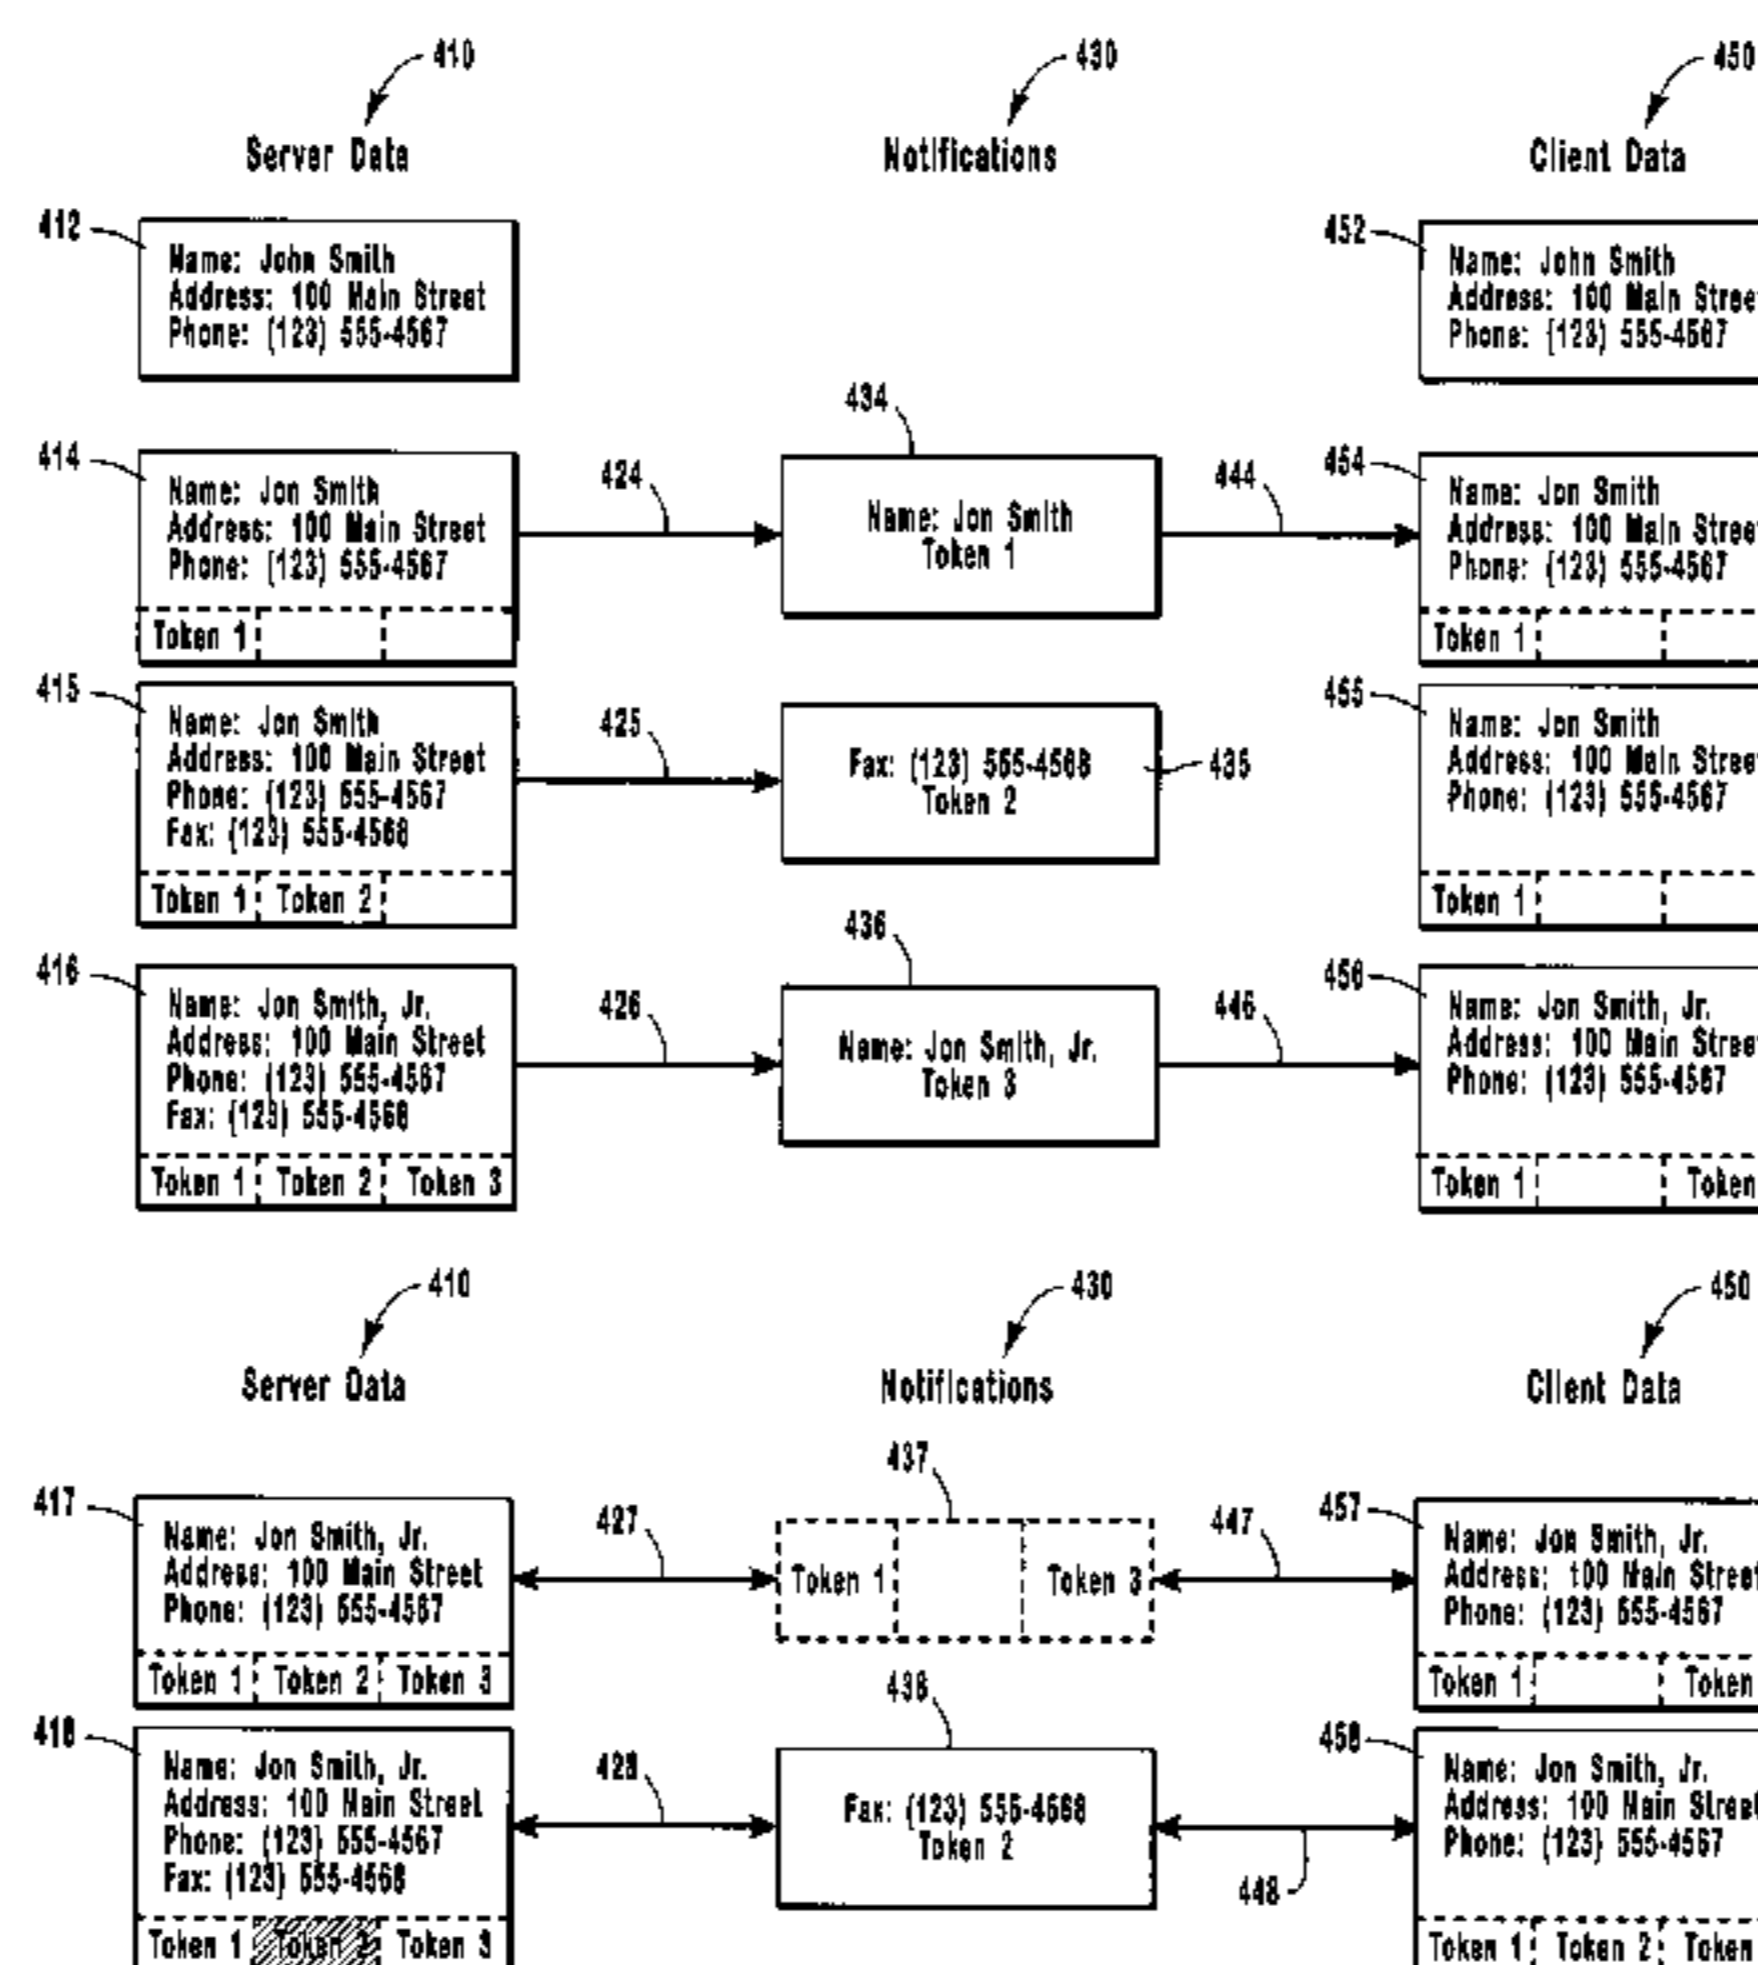 410 430 450
Server Data Notifications Client Data
412 452
Name: John Smith Name: John Smith
Address: 100 Main Street Address: 100 Main Stree
Phone: (123) 555-4567 Phone: (123) 555-4567
434
414 424 444 454
Name: Jon Smith Name: Jon Smith Name: Jon Smith
Address: 100 Main Street Token 1 Address: 100 Main Stree
Phone: (123) 555-4567 Phone: (123) 555-4567
Token 1 Token 1
415 425 435 455
Name: Jon Smith Name: Jon Smith
Address: 100 Main Street Fax: (123) 555-4568 Address: 100 Main Stree
Phone: (123) 555-4567 Token 2 Phone: (123) 555-4567
Fax: (123) 555-4568
Token 1 Token 2 Token 1
436
416 426 446 456
Name: Jon Smith, Jr. Name: Jon Smith, Jr.
Address: 100 Main Street Name: Jon Smith, Jr. Address: 100 Main Stree
Phone: (123) 555-4567 Token 3 Phone: (123) 555-4567
Fax: (123) 555-4568
Token 1 Token 2 Token 3 Token 1 Token
410 430 450
Server Data Notifications Client Data
437
417 427 447 457
Name: Jon Smith, Jr. Name: Jon Smith, Jr.
Address: 100 Main Street Token 1 Token 3 Address: 100 Main Street
Phone: (123) 555-4567 Phone: (123) 555-4567
Token 1 Token 2 Token 3 Token 1 Token
438
418 428 458
Name: Jon Smith, Jr. Name: Jon Smith, Jr.
Address: 100 Main Street Fax: (123) 555-4568 Address: 100 Main Street
Phone: (123) 555-4567 Token 2 Phone: (123) 555-4567
Fax: (123) 555-4568 448
Token 1 Token 2 Token 3 Token 1 Token 2 Token